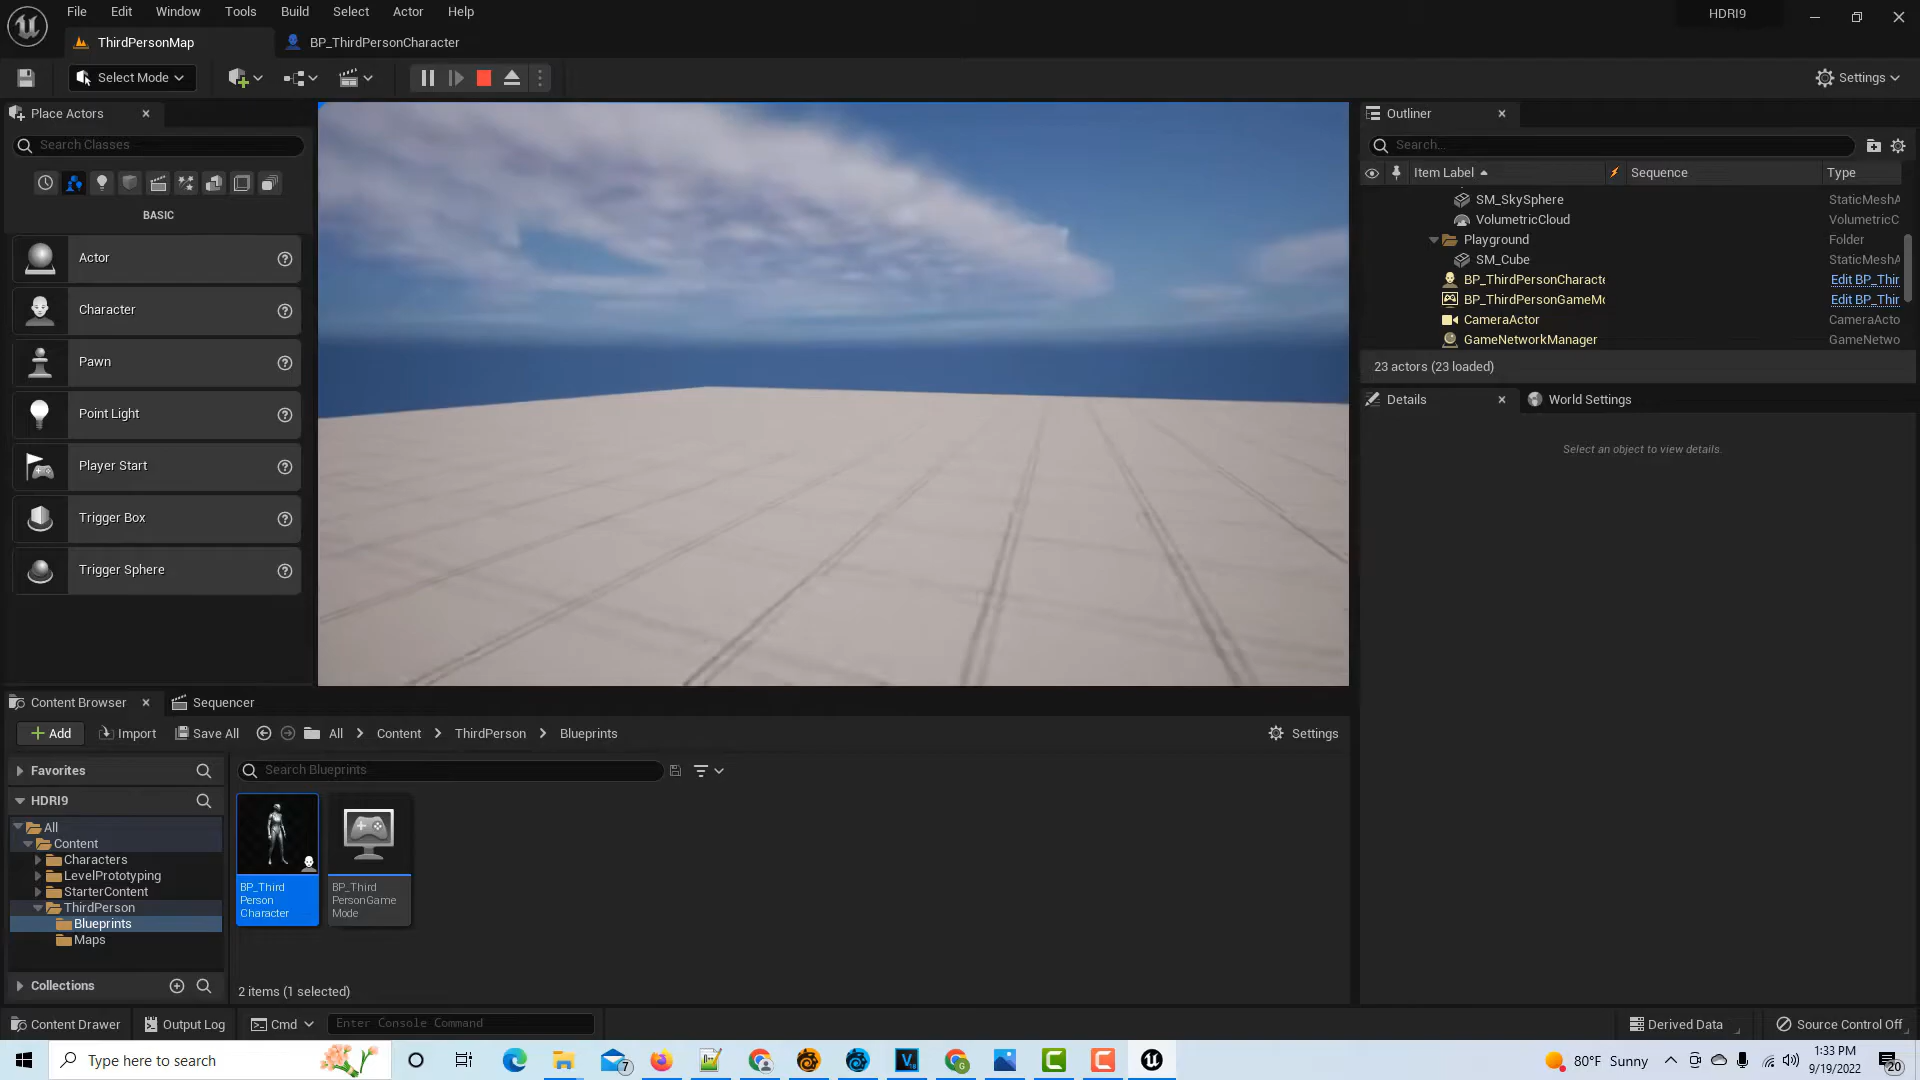 File Edit Window Tools Build Select Actor Help
HDRI9
ThirdPersonMap
BP_ThirdPersonCharacter
Select Mode
Settings
Place Actors
Search Classes
BASIC
Actor
Character
Pawn
Point Light
Player Start
Trigger Box
Trigger Sphere
Outliner
Search...
Item Label Sequence Type
SM_SkySphere StaticMeshA
VolumetricCloud VolumetricC
Playground Folder
SM_Cube StaticMeshA
BP_ThirdPersonCharacte Edit BP_Thir
BP_ThirdPersonGameMo Edit BP_Thir
CameraActor CameraActo
GameNetworkManager GameNetwo
23 actors (23 loaded)
Details
World Settings
Select an object to view details.
Content Browser
Sequencer
Add Import Save All All Content ThirdPerson Blueprints
Settings
Favorites
HDRI9
All
Content
Characters
LevelPrototyping
StarterContent
ThirdPerson
Blueprints
Maps
Collections
Search Blueprints
BP_Third
Person
Character
BP_Third
PersonGame
Mode
2 items (1 selected)
Content Drawer Output Log Cmd Enter Console Command
Derived Data Source Control Off
Type here to search
7
V
G
80°F Sunny
1:33 PM
9/19/2022
20